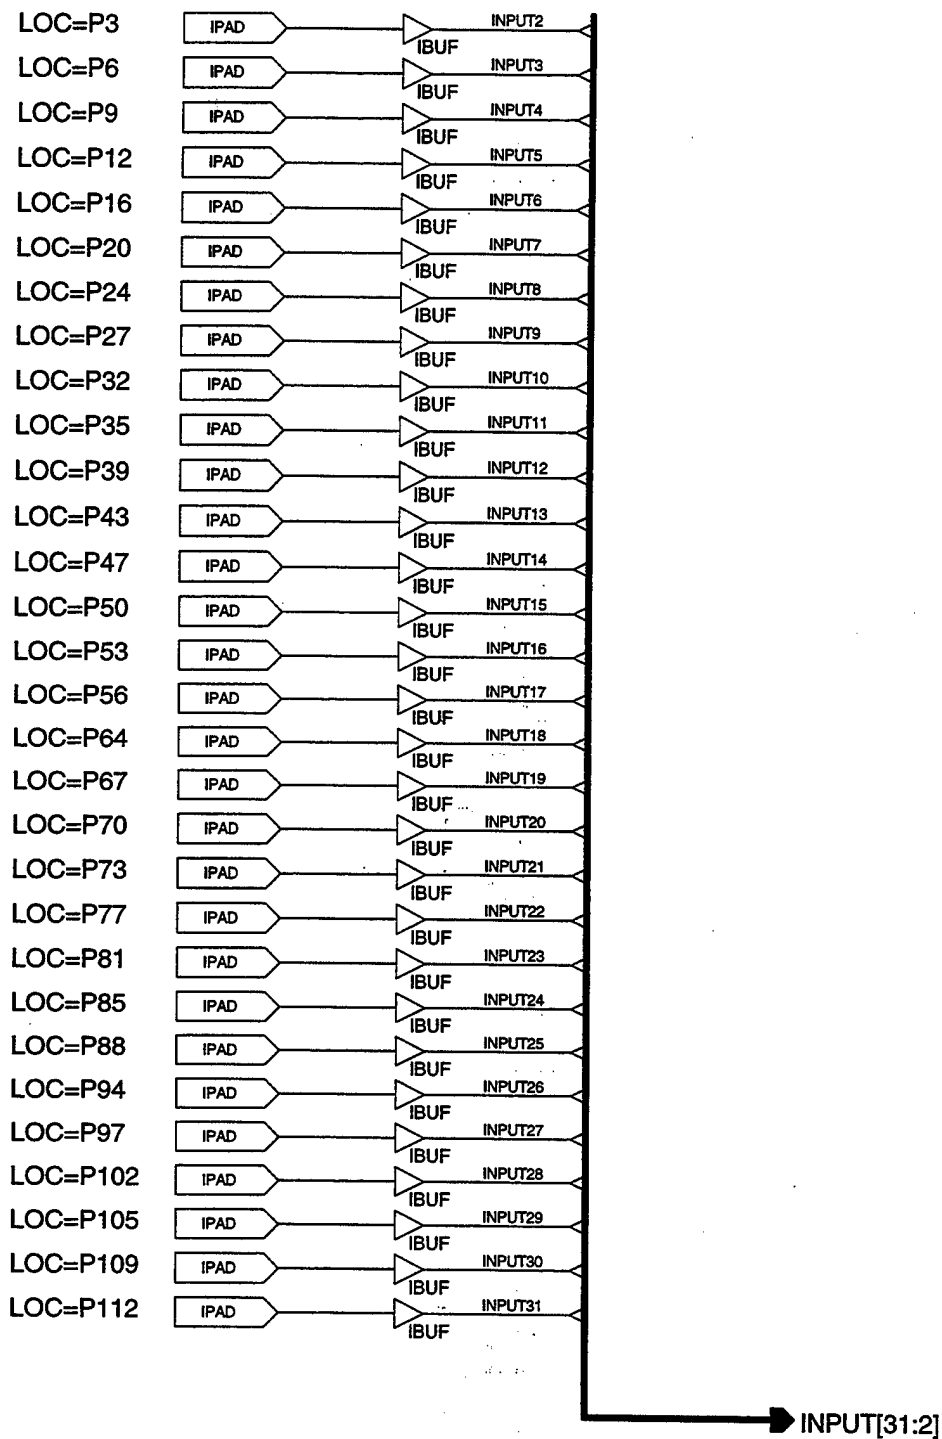 LOC=P3 IPAD IBUF INPUT2
LOC=P6 IPAD IBUF INPUT3
LOC=P9 IPAD IBUF INPUT4
LOC=P12 IPAD IBUF INPUT5
LOC=P16 IPAD IBUF INPUT6
LOC=P20 IPAD IBUF INPUT7
LOC=P24 IPAD IBUF INPUT8
LOC=P27 IPAD IBUF INPUT9
LOC=P32 IPAD IBUF INPUT10
LOC=P35 IPAD IBUF INPUT11
LOC=P39 IPAD IBUF INPUT12
LOC=P43 IPAD IBUF INPUT13
LOC=P47 IPAD IBUF INPUT14
LOC=P50 IPAD IBUF INPUT15
LOC=P53 IPAD IBUF INPUT16
LOC=P56 IPAD IBUF INPUT17
LOC=P64 IPAD IBUF INPUT18
LOC=P67 IPAD IBUF INPUT19
LOC=P70 IPAD IBUF INPUT20
LOC=P73 IPAD IBUF INPUT21
LOC=P77 IPAD IBUF INPUT22
LOC=P81 IPAD IBUF INPUT23
LOC=P85 IPAD IBUF INPUT24
LOC=P88 IPAD IBUF INPUT25
LOC=P94 IPAD IBUF INPUT26
LOC=P97 IPAD IBUF INPUT27
LOC=P102 IPAD IBUF INPUT28
LOC=P105 IPAD IBUF INPUT29
LOC=P109 IPAD IBUF INPUT30
LOC=P112 IPAD IBUF INPUT31
INPUT[31:2]